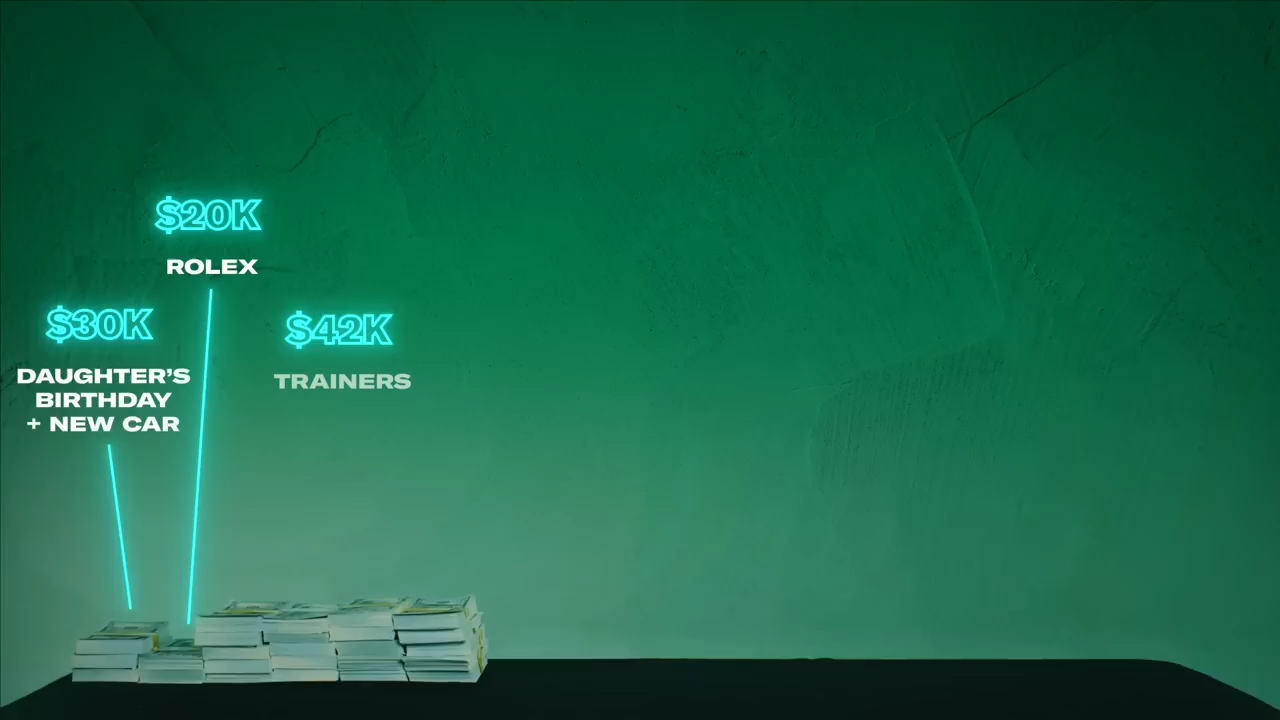 $20K
ROLEX
$30K
DAUGHTER'S
BIRTHDAY
+ NEW CAR
$42K
TRAINERS